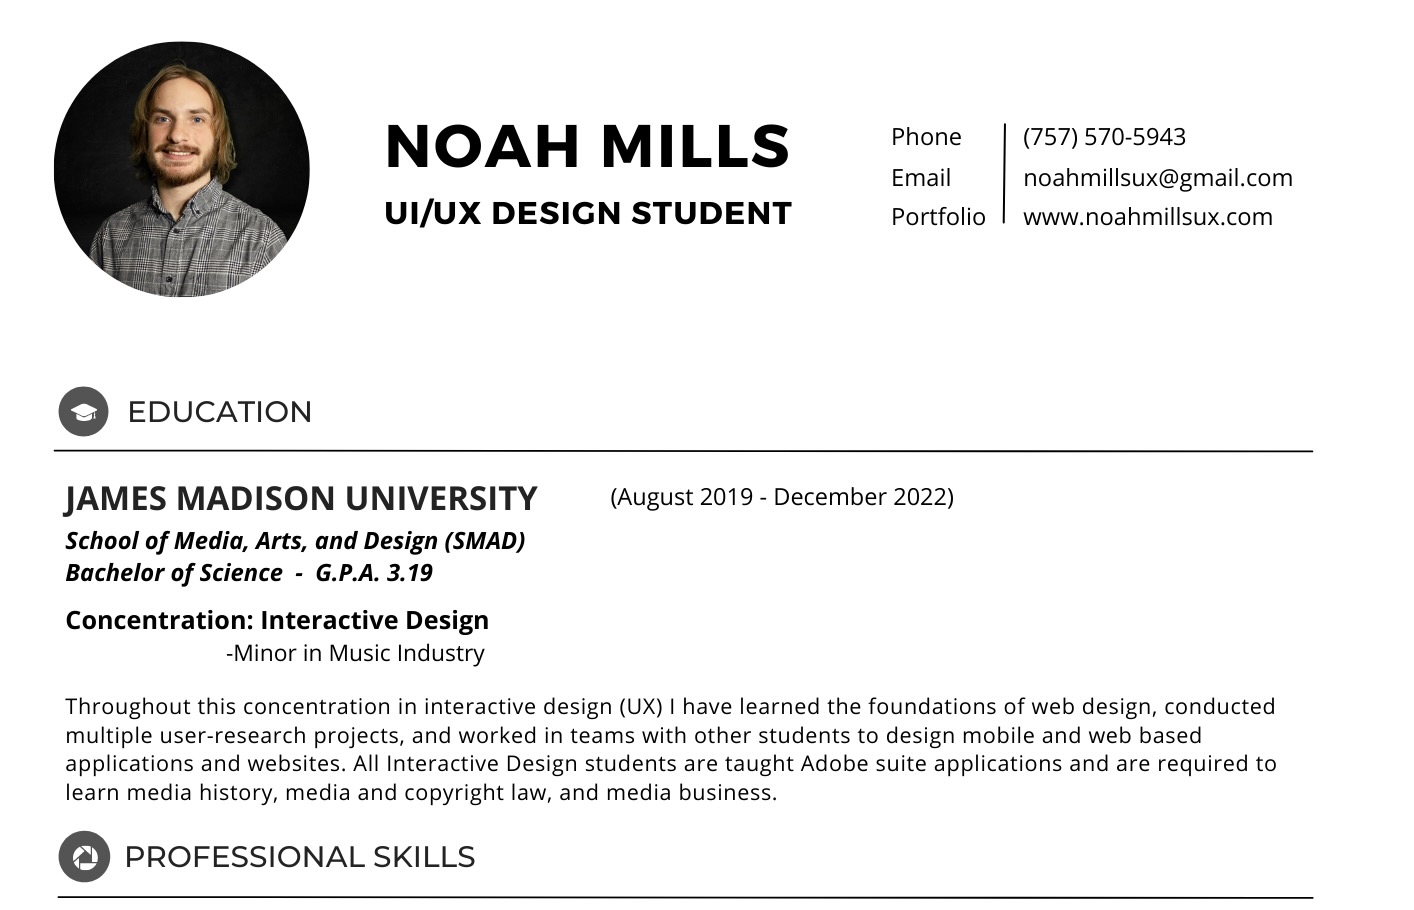 NOAH MILLS
UI/UX DESIGN STUDENT
Phone (757) 570-5943
Email noahmillsux@gmail.com
Portfolio www.noahmillsux.com
EDUCATION
JAMES MADISON UNIVERSITY (August 2019 - December 2022)
School of Media, Arts, and Design (SMAD)
Bachelor of Science - G.P.A. 3.19
Concentration: Interactive Design
-Minor in Music Industry
Throughout this concentration in interactive design (UX) I have learned the foundations of web design, conducted
multiple user-research projects, and worked in teams with other students to design mobile and web based
applications and websites. All Interactive Design students are taught Adobe suite applications and are required to
learn media history, media and copyright law, and media business.
PROFESSIONAL SKILLS